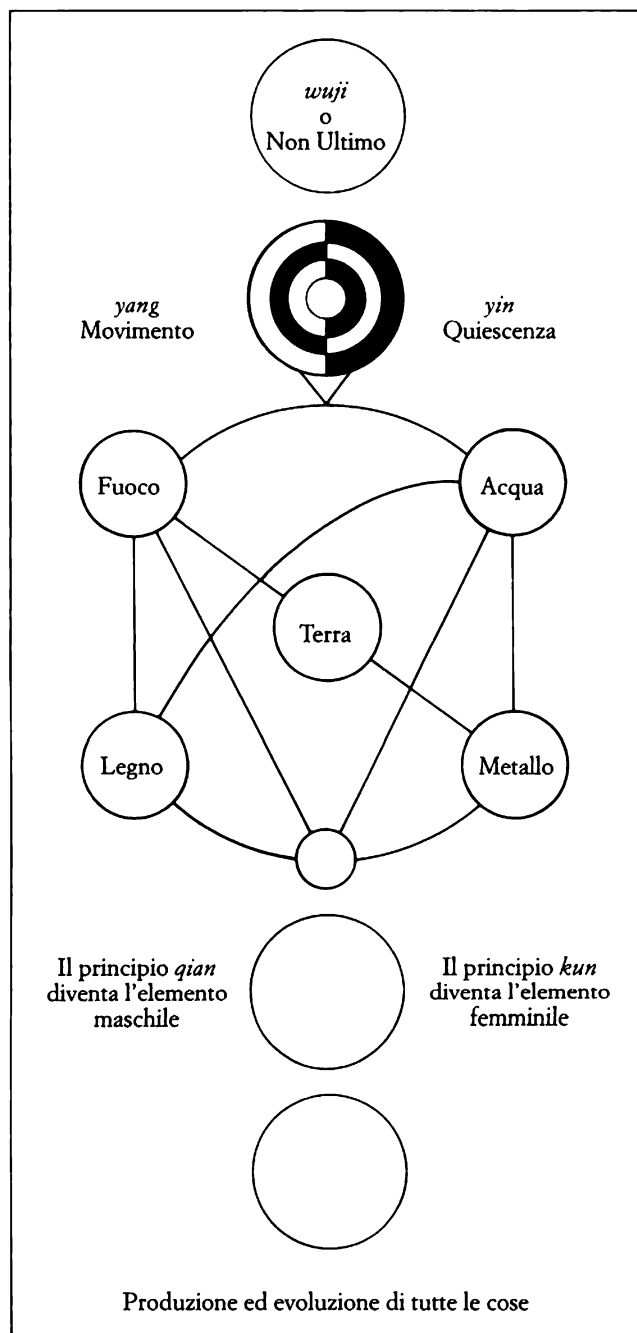 wuji
o
Non Ultimo
yang
Movimento
yin
Quiescenza
Fuoco
Acqua
Terra
Legno
Metallo
Il principio qian
diventa l'elemento
maschile
Il principio kun
diventa l'elemento
femminile
Produzione ed evoluzione di tutte le cose